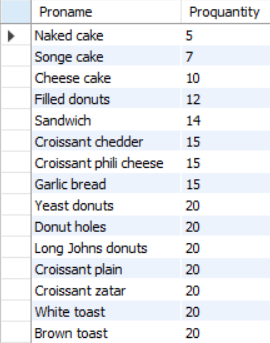 Proname Proquantity
Naked cake 5
Songe cake 7
Cheese cake 10
Filled donuts 12
Sandwich 14
Croissant chedder 15
Croissant phili cheese 15
Garlic bread 15
Yeast donuts 20
Donut holes 20
Long Johns donuts 20
Croissant plain 20
Croissant zatar 20
White toast 20
Brown toast 20